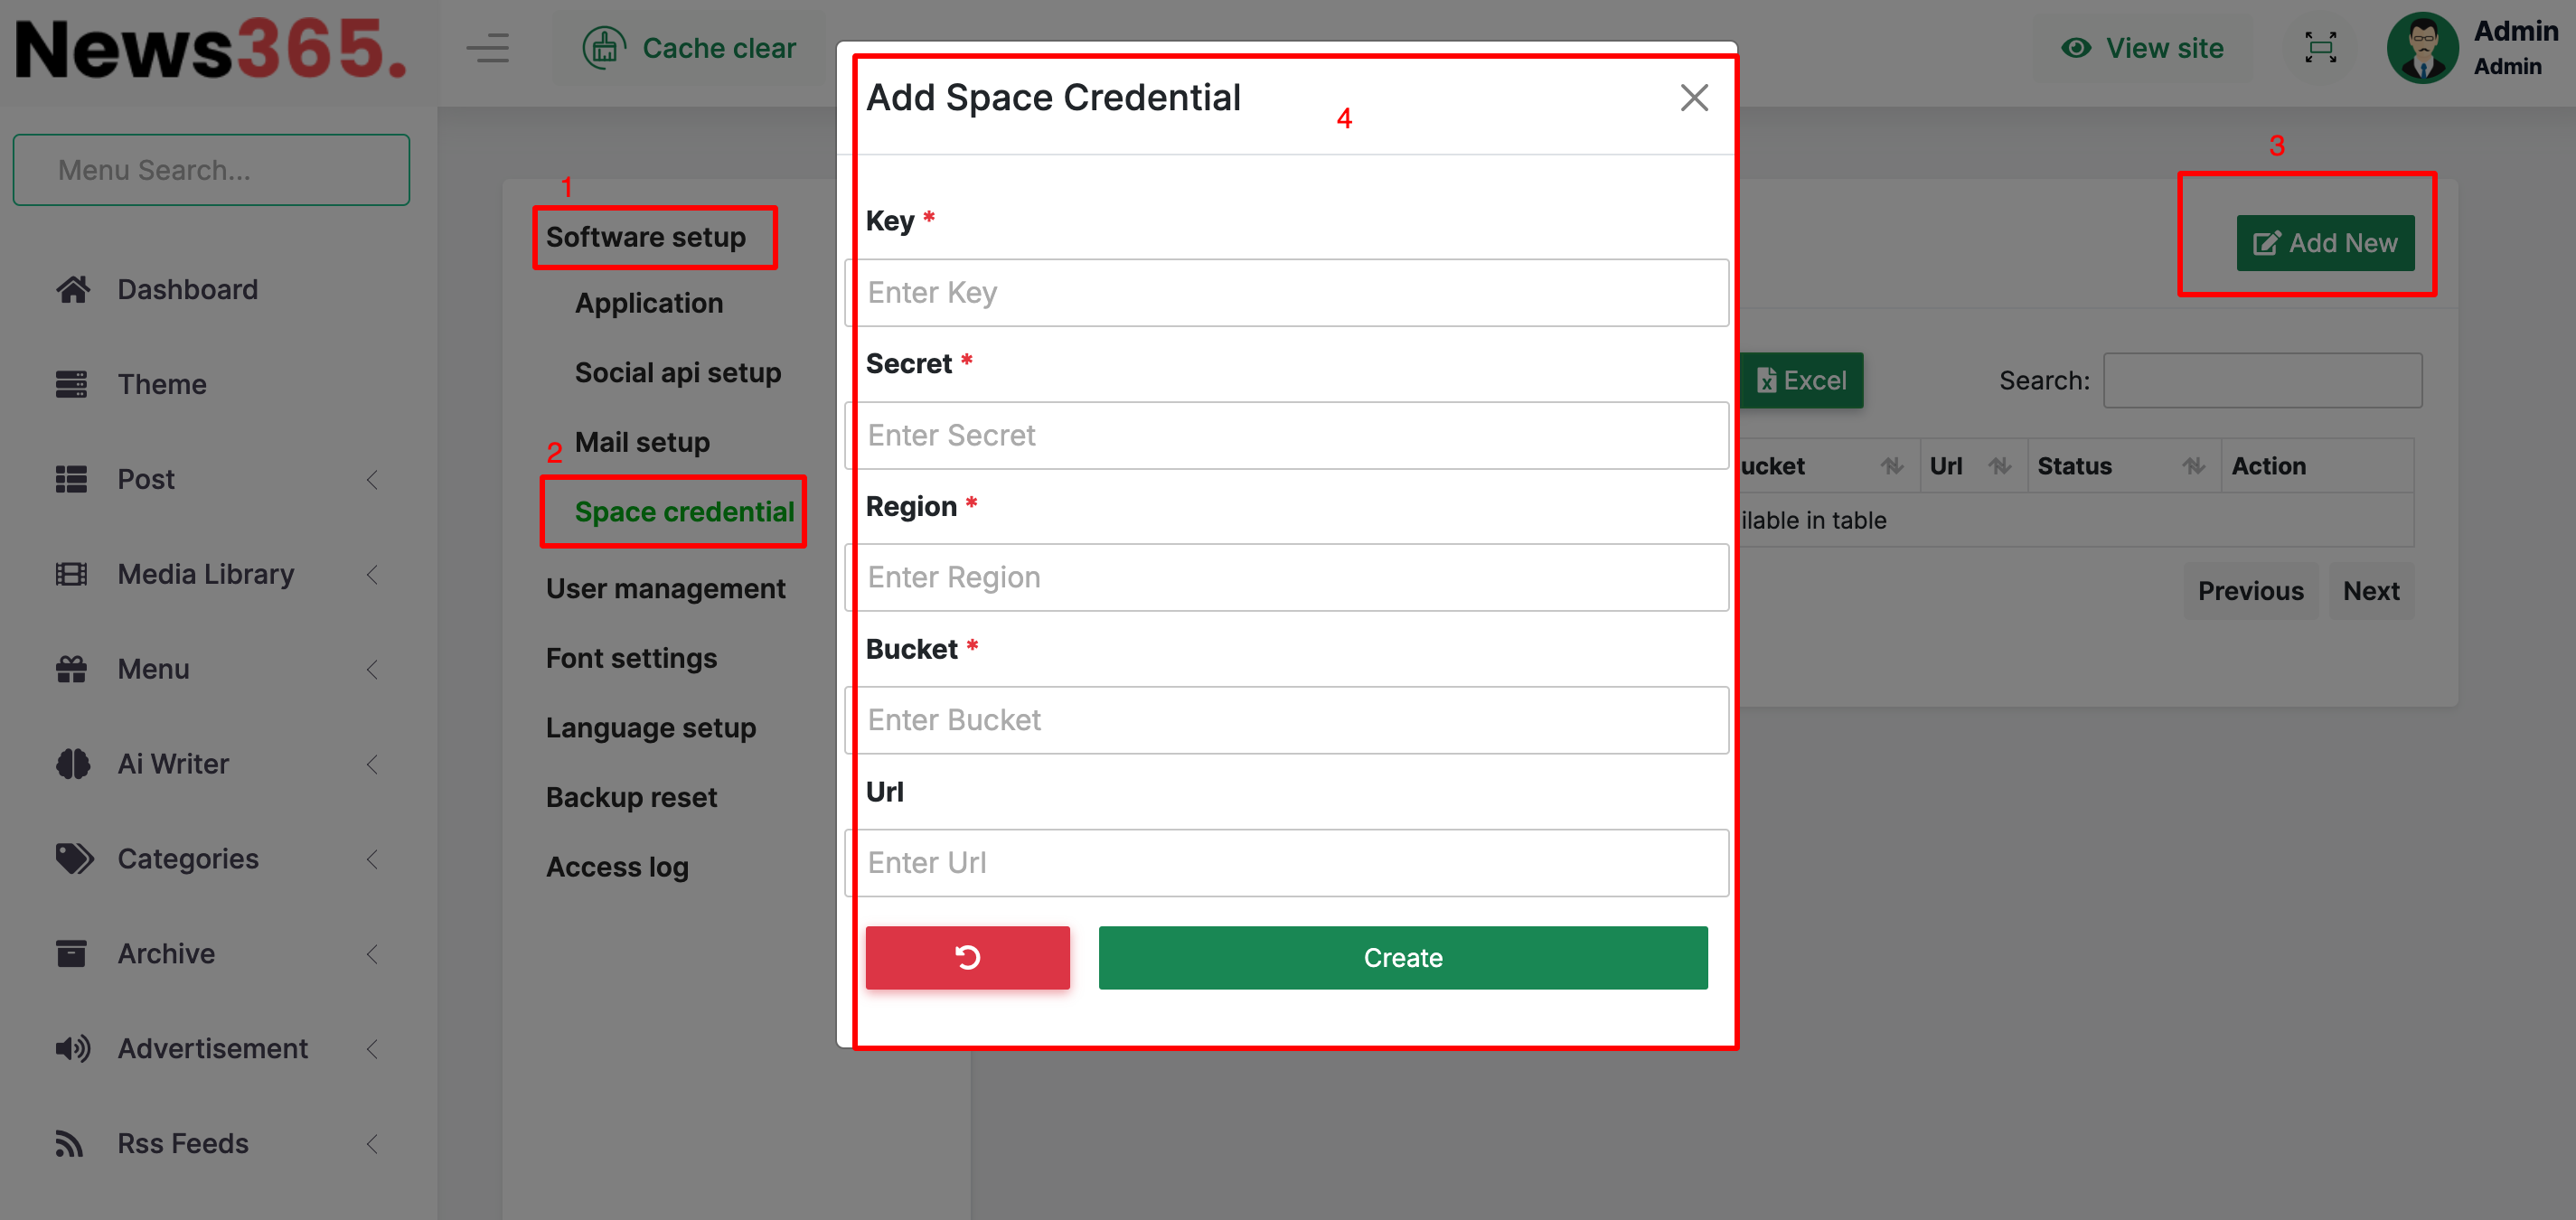 News365.
Cache clear
View site
Admin
Admin
Menu Search...
Dashboard
Theme
Post
Media Library
Menu
Ai Writer
Categories
Archive
Advertisement
Rss Feeds
1
Software setup
Application
Social api setup
2 Mail setup
Space credential
User management
Font settings
Language setup
Backup reset
Access log
Add Space Credential
4
Key *
Enter Key
Secret *
Enter Secret
Region *
Enter Region
Bucket *
Enter Bucket
Url
Enter Url
Create
3
Add New
Excel
Search:
ucket Url Status Action
ilable in table
Previous Next